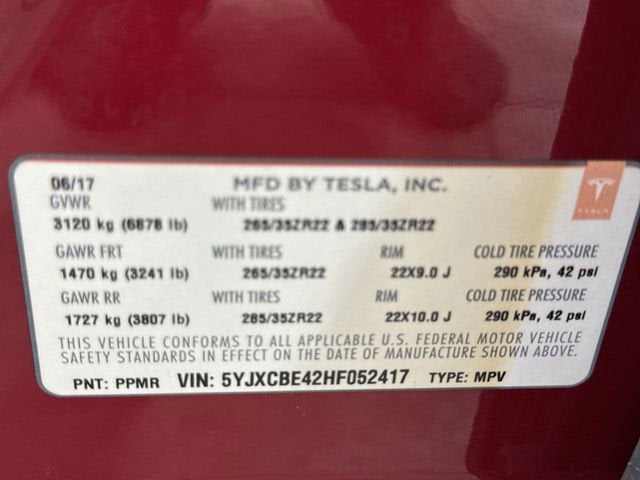 06/17 MFD BY TESLA, INC.
GVWR WITH TIRES
3120 kg (6878 lb) 265/35ZR22 & 285/35ZR22
GAWR FRT WITH TIRES RIM COLD TIRE PRESSURE
1470 kg (3241 lb) 265/35ZR22 22X9.0 J 290 kPa, 42 psi
GAWR RR WITH TIRES RIM COLD TIRE PRESSURE
1727 kg (3807 lb) 285/35ZR22 22X10.0 J 290 kPa, 42 psi
THIS VEHICLE CONFORMS TO ALL APPLICABLE U.S. FEDERAL MOTOR VEHICLE
SAFETY STANDARDS IN EFFECT ON THE DATE OF MANUFACTURE SHOWN ABOVE.
PNT: PPMR VIN: 5YJXCBE42HF052417 TYPE: MPV
TESLA